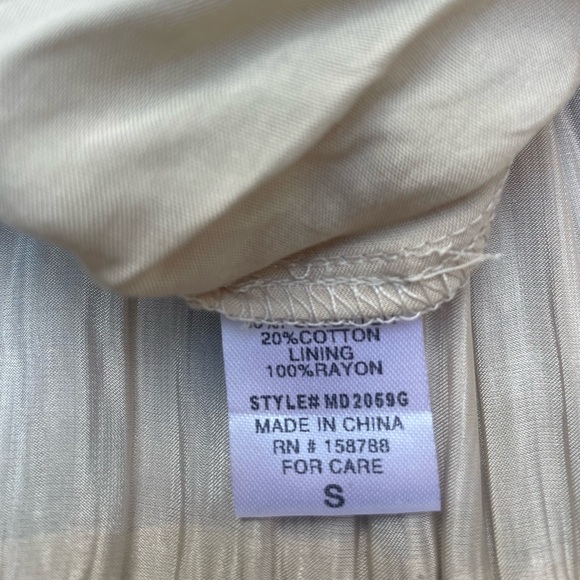 20%COTTON
LINING
100%RAYON
STYLE# MD2059G
MADE IN CHINA
RN # 158788
FOR CARE
S